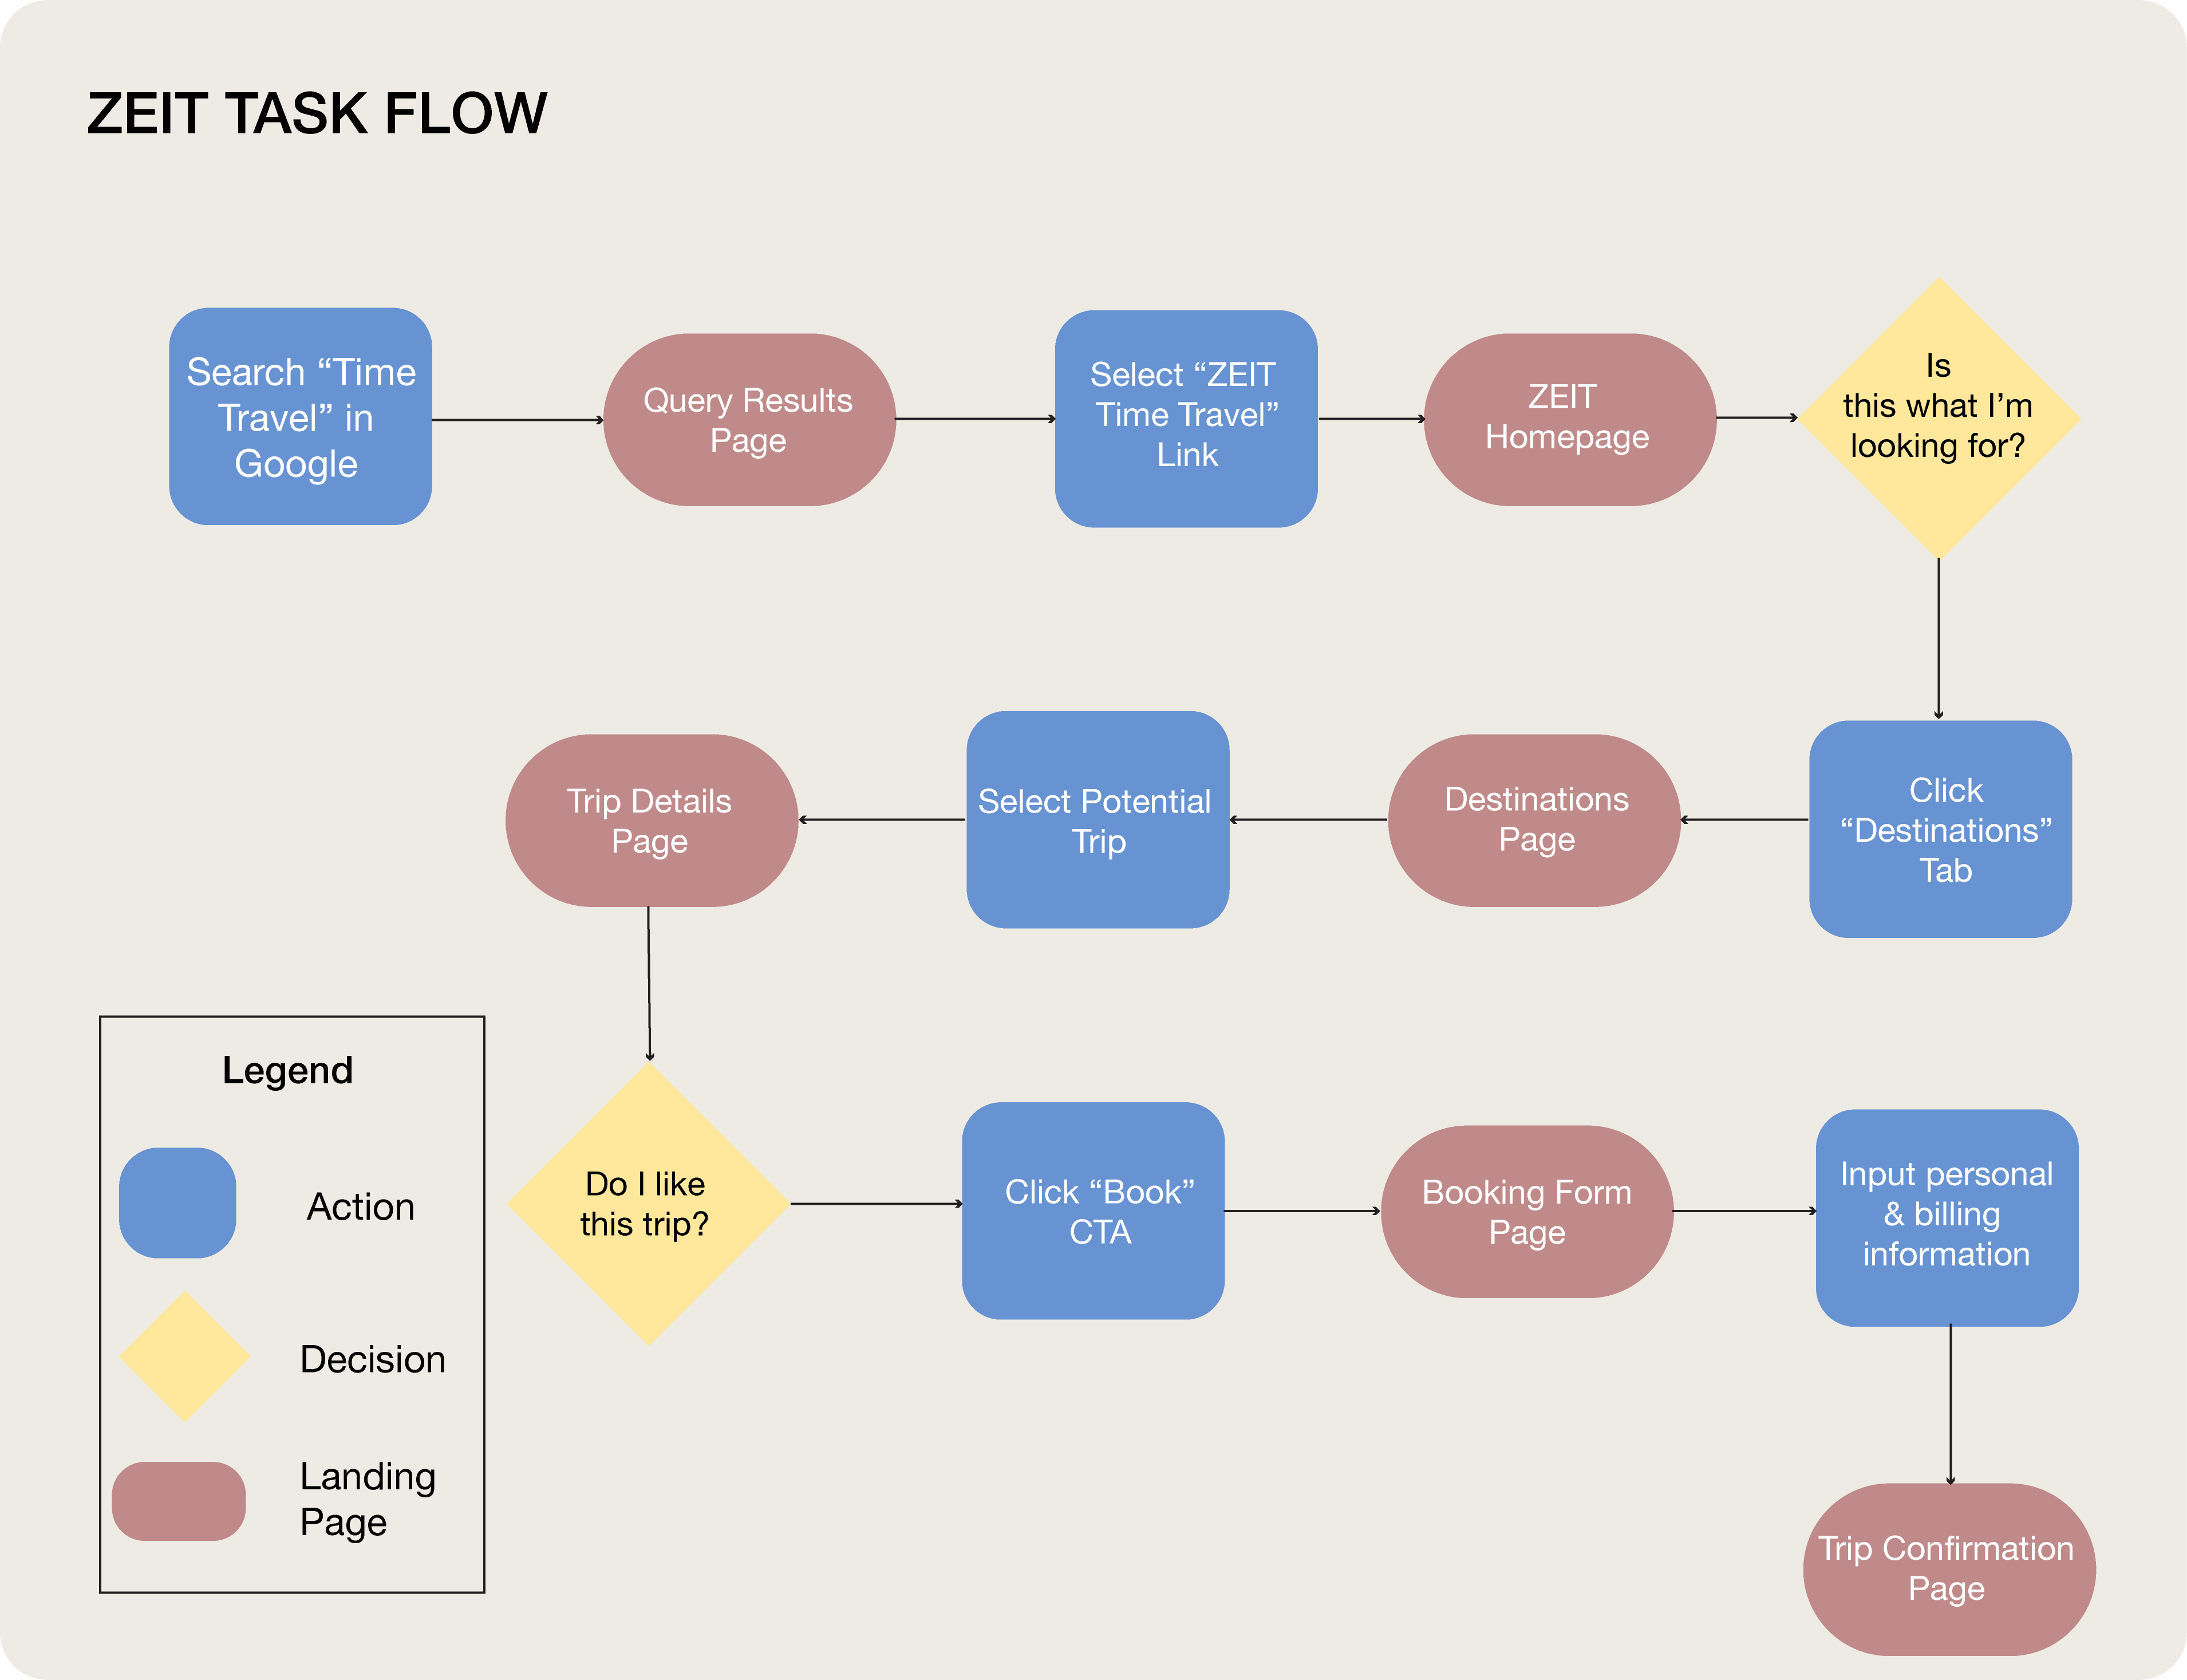 ZEIT TASK FLOW
Search “Time
Travel” in
Google
Query Results
Page
Select “ZEIT
Time Travel”
Link
ZEIT
Homepage
Is
this what I’m
looking for?
Click
“Destinations”
Tab
Destinations
Page
Select Potential
Trip
Trip Details
Page
Do I like
this trip?
Click “Book”
CTA
Booking Form
Page
Input personal
& billing
information
Trip Confirmation
Page
Legend
Action
Decision
Landing
Page